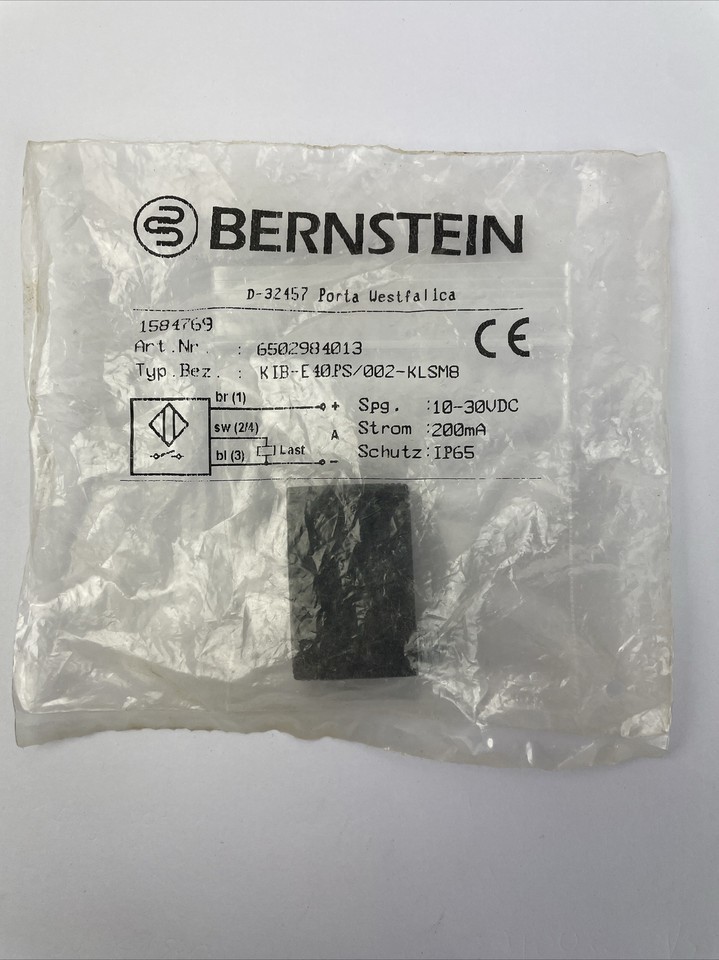 BERNSTEIN
D-32457 Porta Westfalica
1584769
Art.Nr. : 6502984013
CE
Typ.Bez. : KIB-E40PS/002-KLSM8
br (1) +
sw (2/4) A
Last
bl (3) -
Spg. :10-30VDC
Strom :200mA
Schutz:IP65